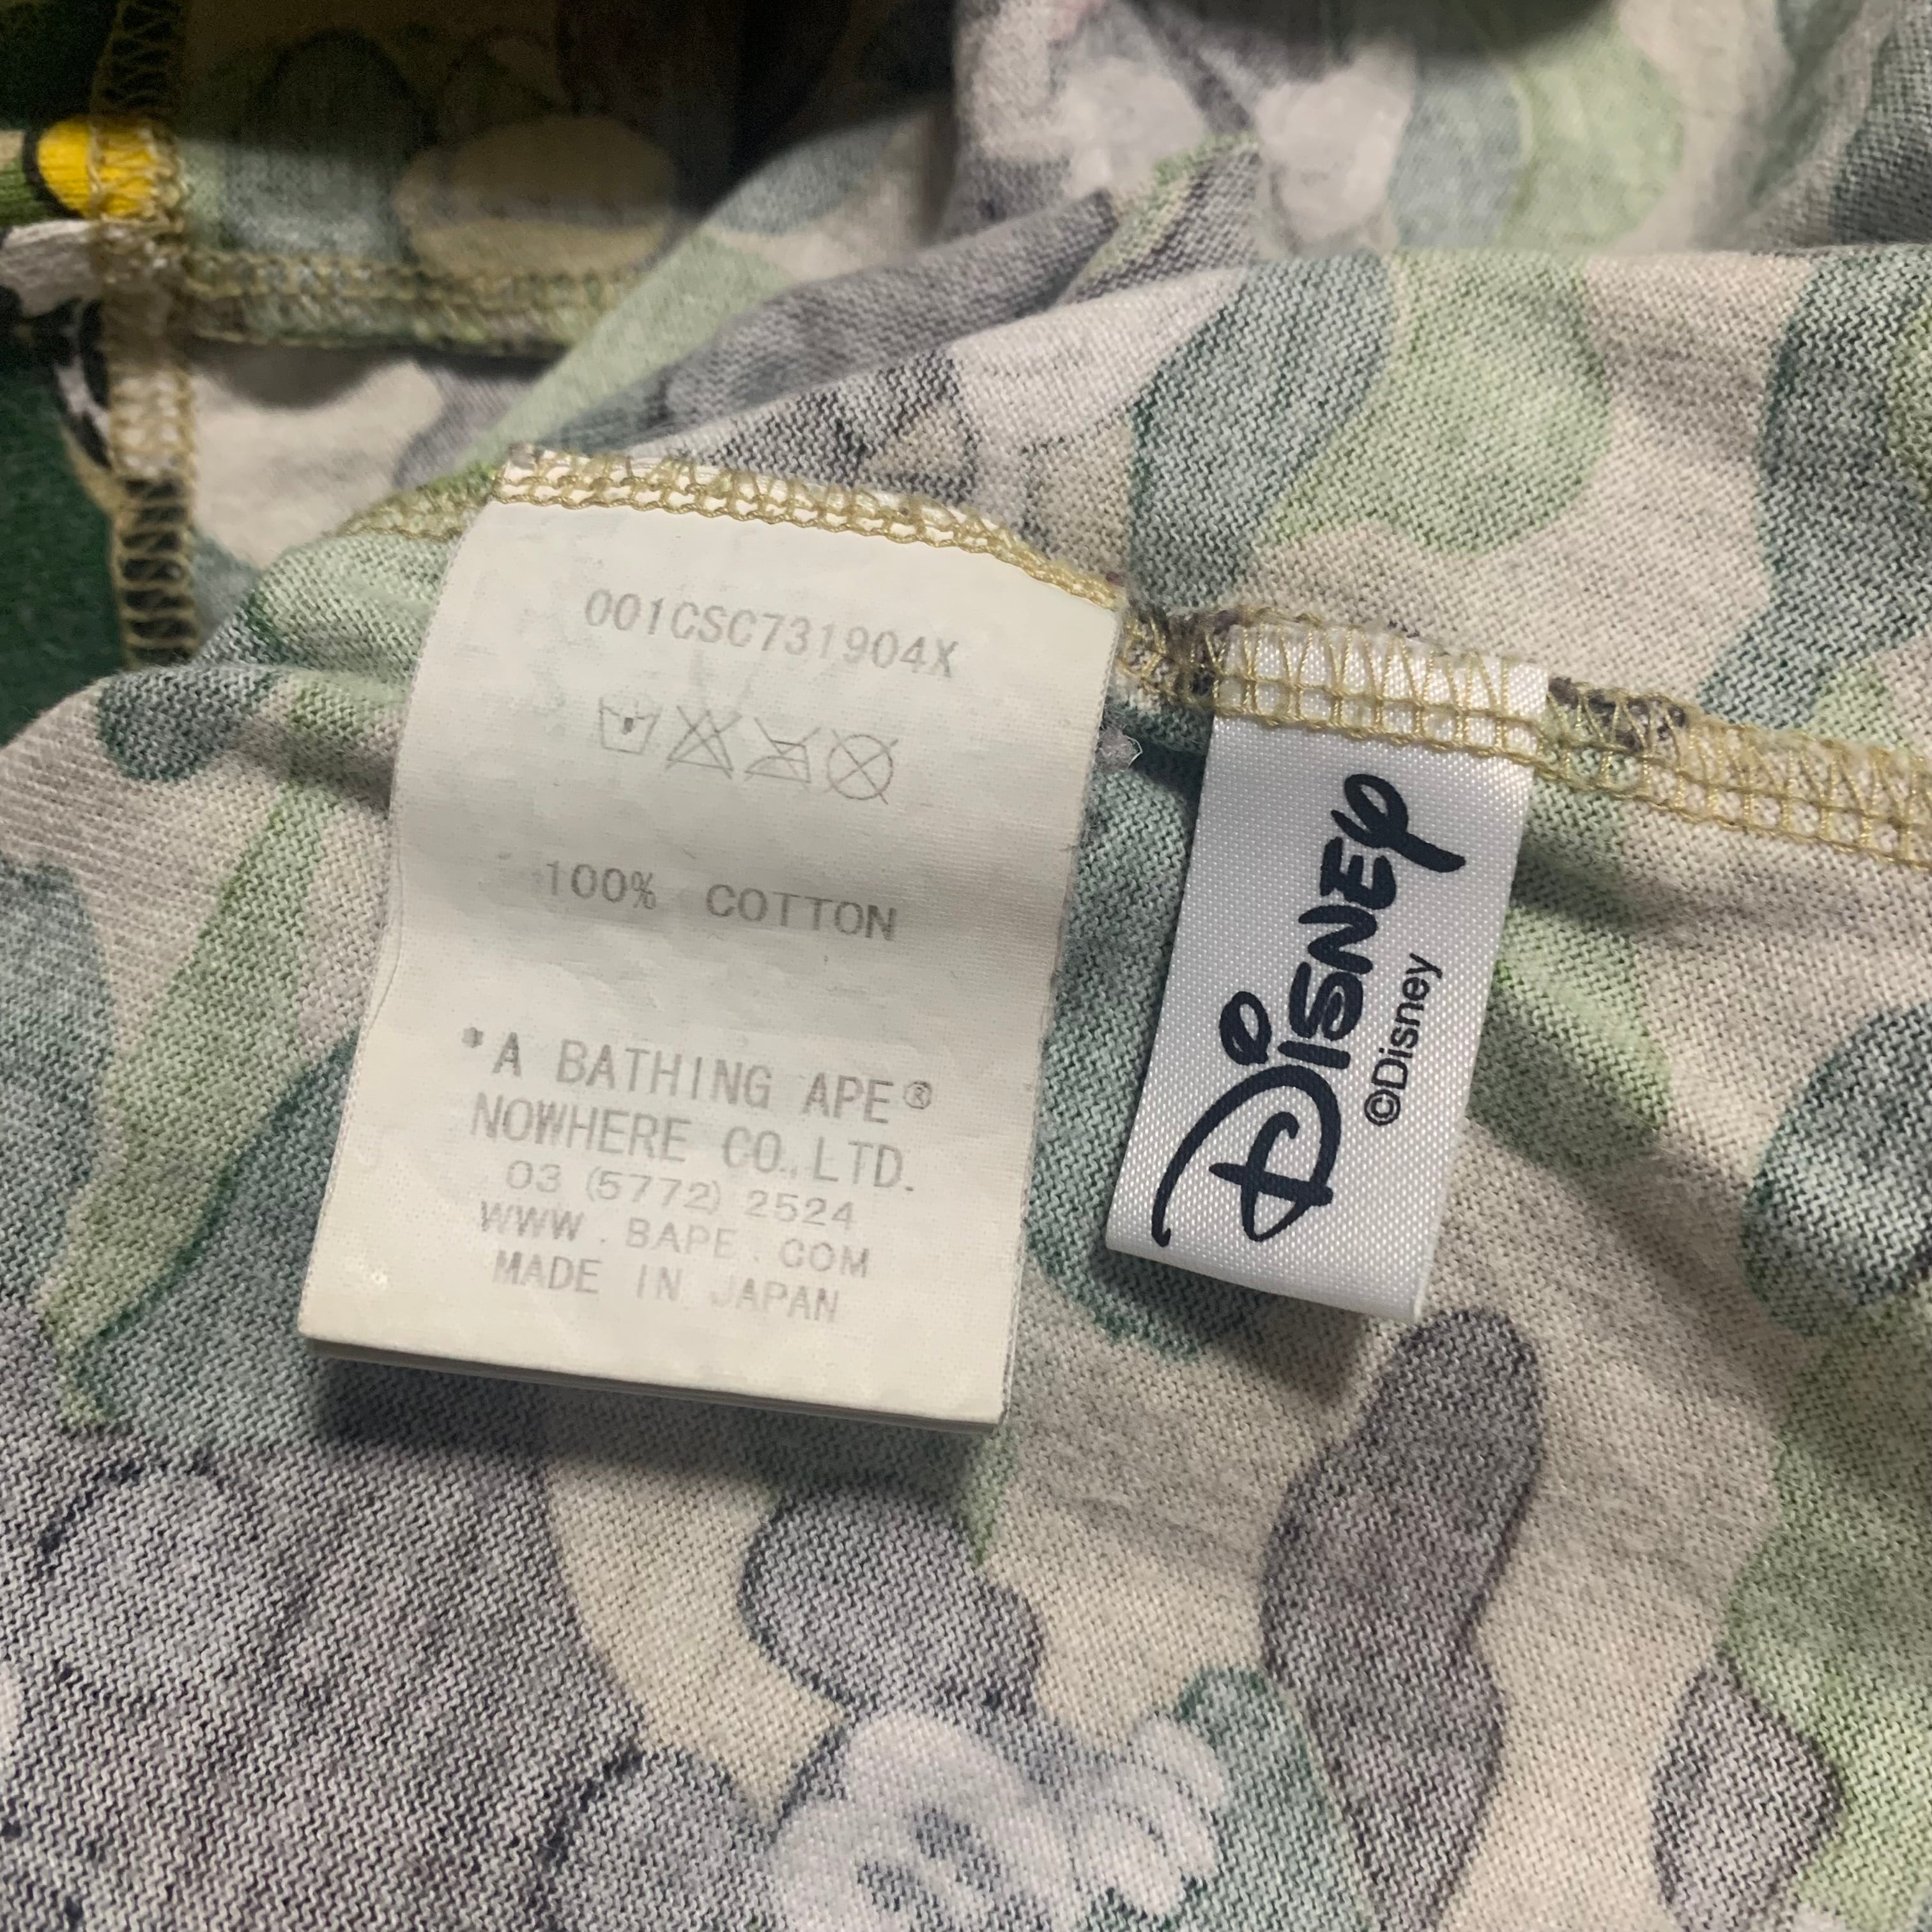 001CSC731904X
100% COTTON
*A BATHING APE®
NOWHERE CO.,LTD.
03 (5772) 2524
WWW.BAPE.COM
MADE IN JAPAN
Disney
©Disney